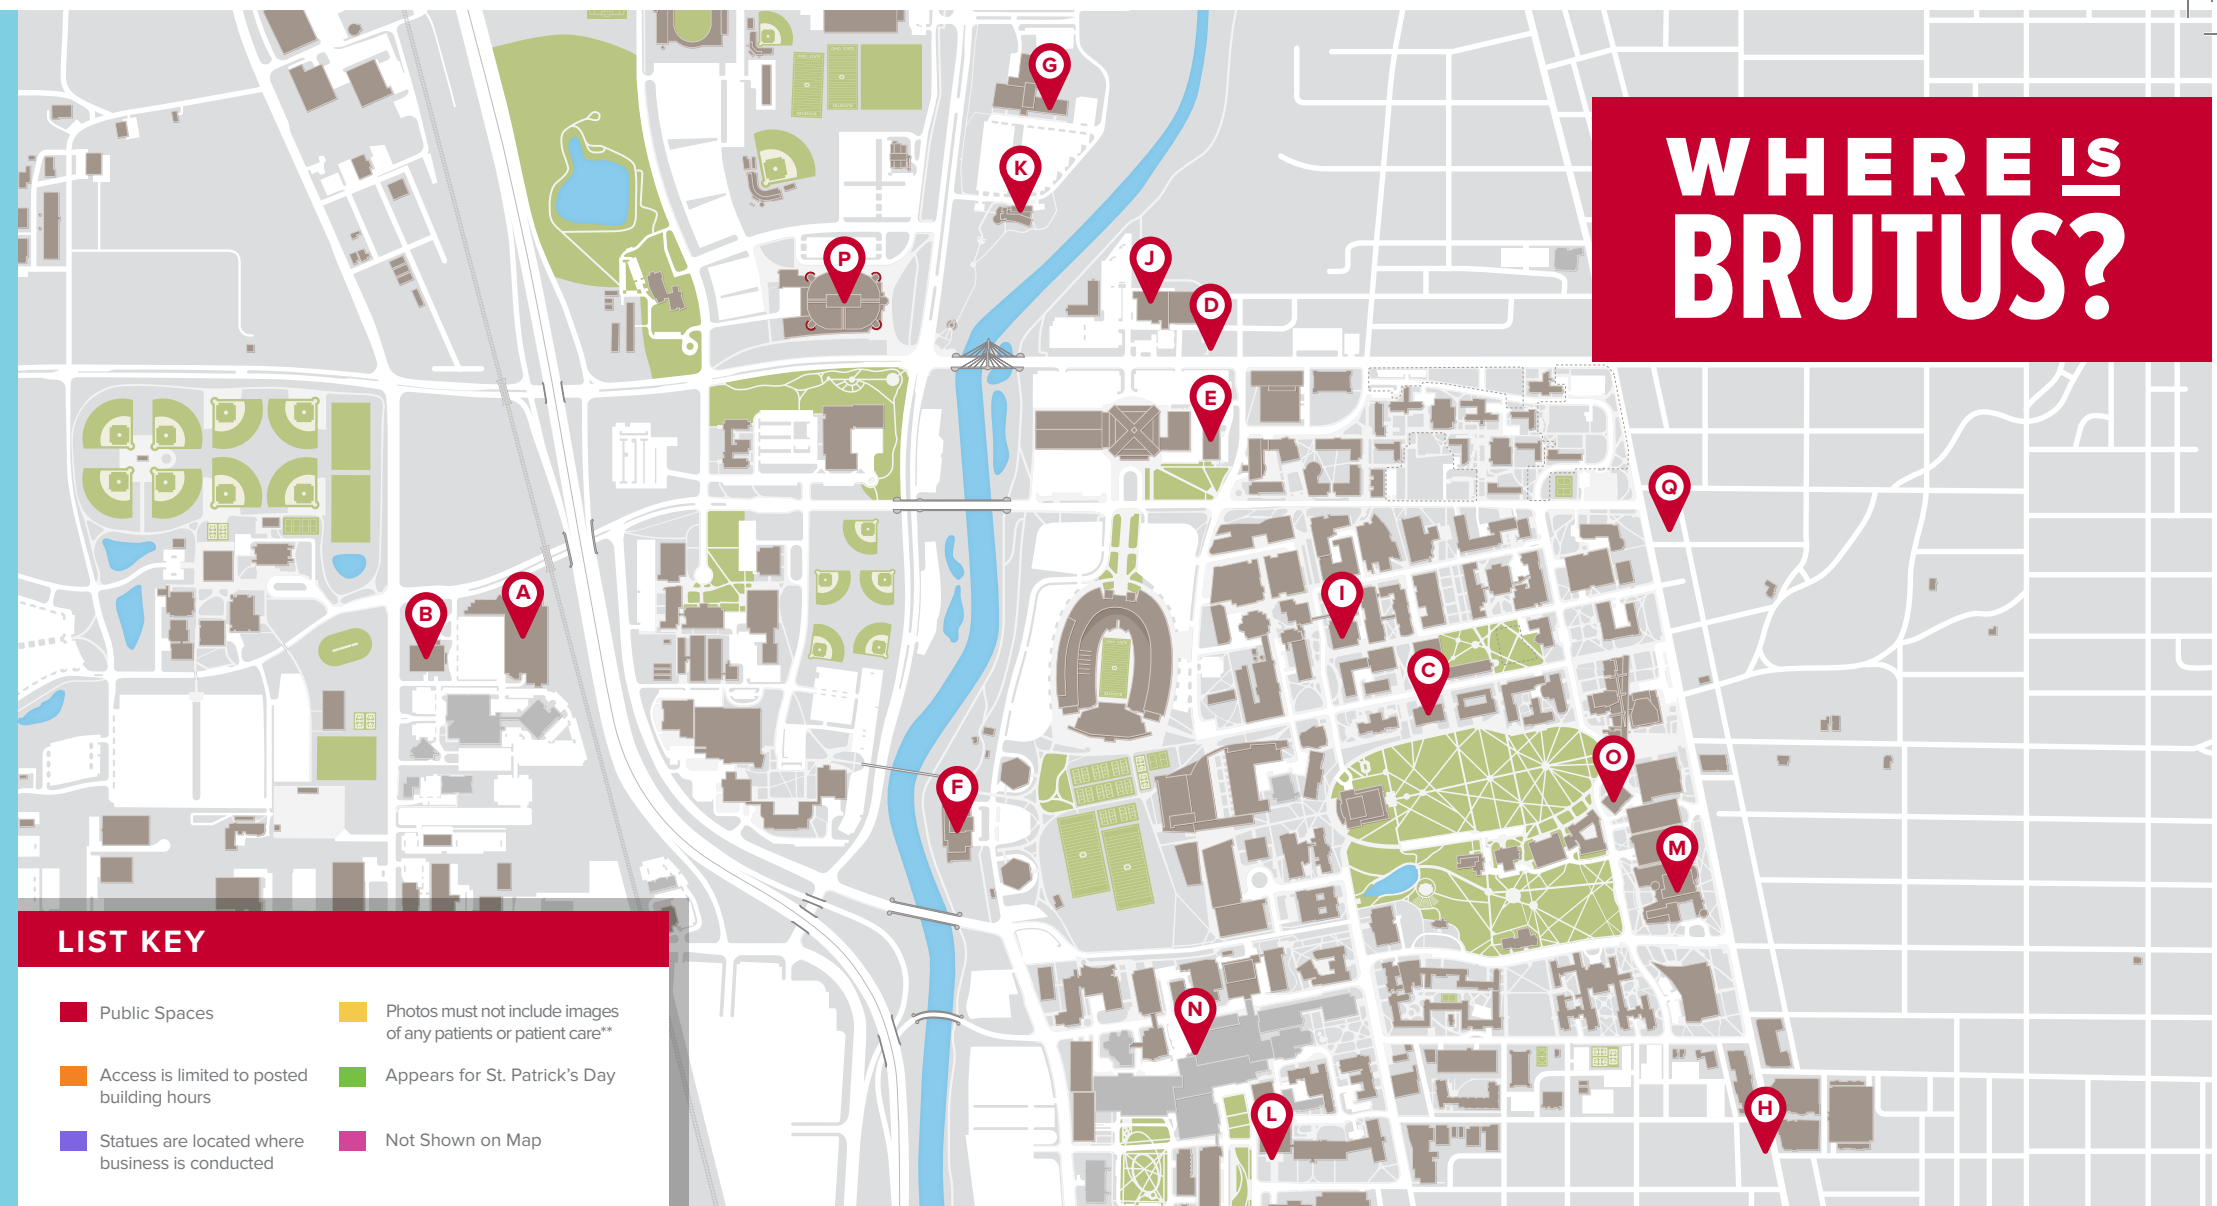 G
K
WHERE IS
BRUTUS?
P
J
D
E
Q
A
B
I
C
O
F
M
N
L
H
LIST KEY
Public Spaces
Access is limited to posted
building hours
Statues are located where
business is conducted
Photos must not include images
of any patients or patient care**
Appears for St. Patrick's Day
Not Shown on Map